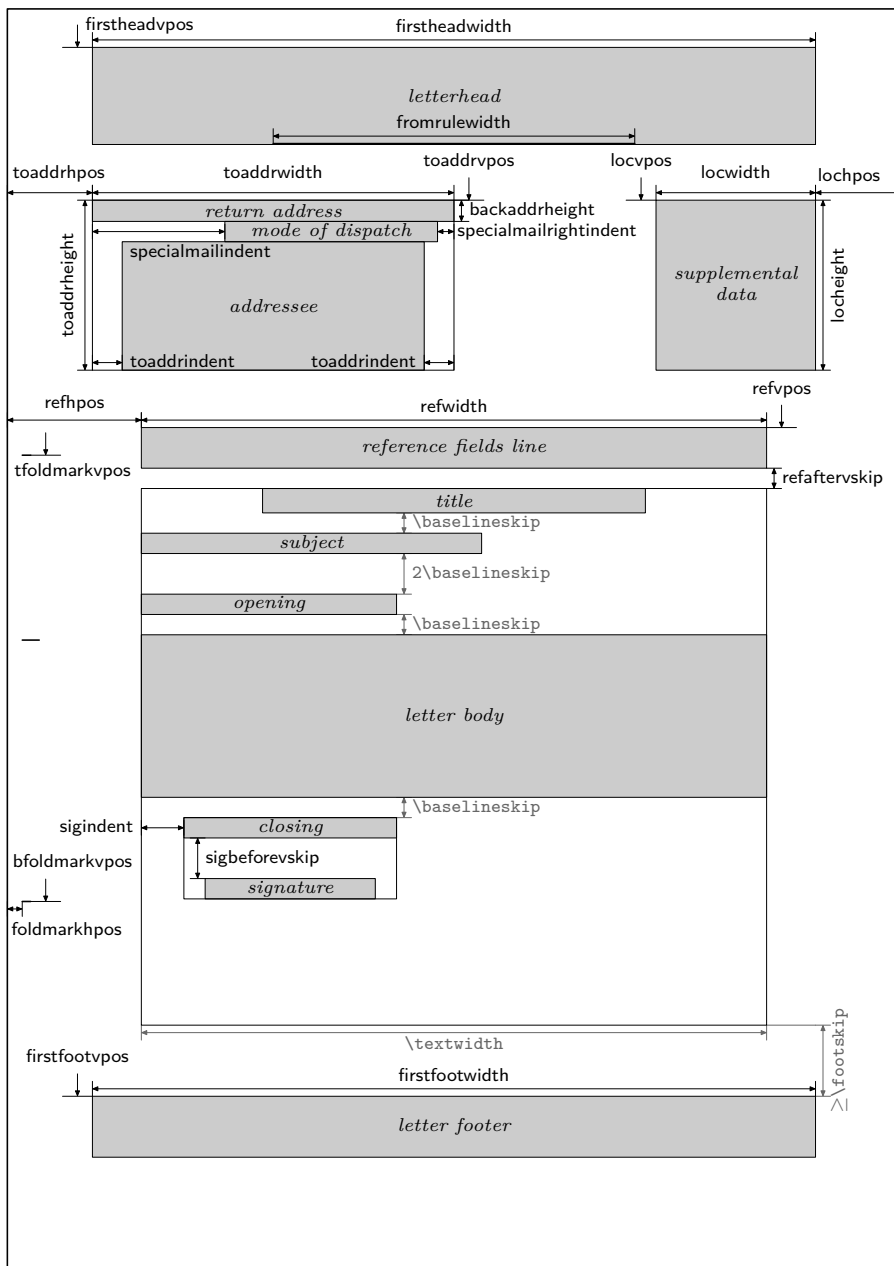 firstheadvpos firstheadwidth
letterhead
fromrulewidth
toaddrhpos toaddrwidth toaddrvpos locvpos locwidth lochpos
return address backaddrheight
mode of dispatch specialmailrightindent
specialmailindent
toaddrheight
addressee
supplemental
data
locheight
toaddrindent toaddrindent
refhpos refwidth refvpos
reference fields line
tfoldmarkvpos
refaftervskip
title
\baselineskip
subject
2\baselineskip
opening
\baselineskip
letter body
\baselineskip
sigindent closing
bfoldmarkvpos sigbeforevskip
signature
foldmarkhpos
\textwidth
≥\footskip
firstfootvpos firstfootwidth
letter footer